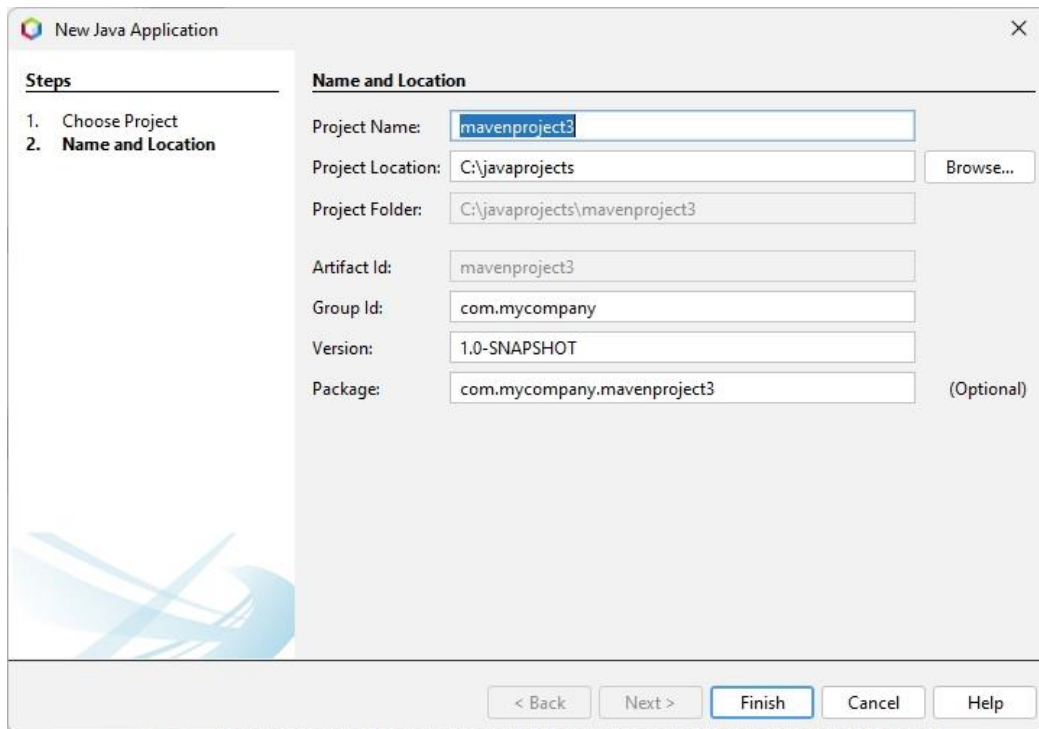 New Java Application
Steps
1. Choose Project
2. Name and Location
Name and Location
Project Name: mavenproject3
Project Location: C:\javaprojects Browse...
Project Folder: C:\javaprojects\mavenproject3
Artifact Id: mavenproject3
Group Id: com.mycompany
Version: 1.0-SNAPSHOT
Package: com.mycompany.mavenproject3 (Optional)
< Back Next > Finish Cancel Help